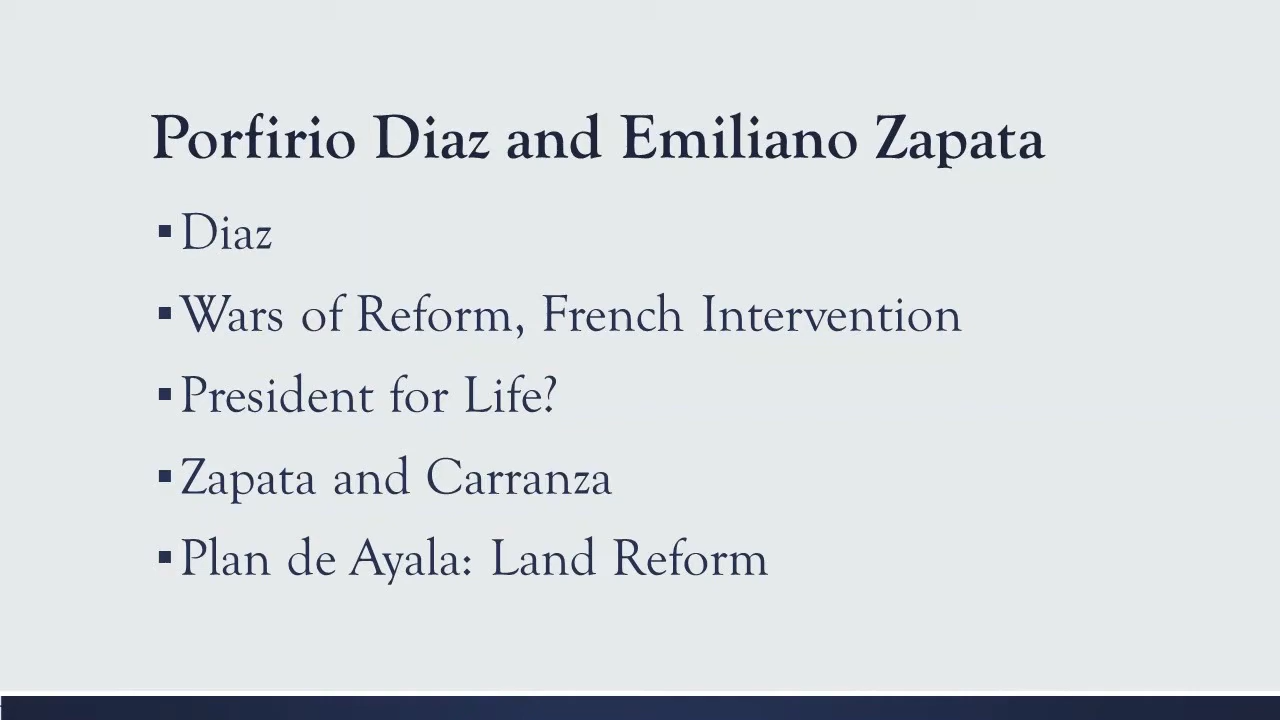 Porfirio Diaz and Emiliano Zapata
▪Diaz
▪Wars of Reform, French Intervention
▪President for Life?
▪Zapata and Carranza
▪Plan de Ayala: Land Reform